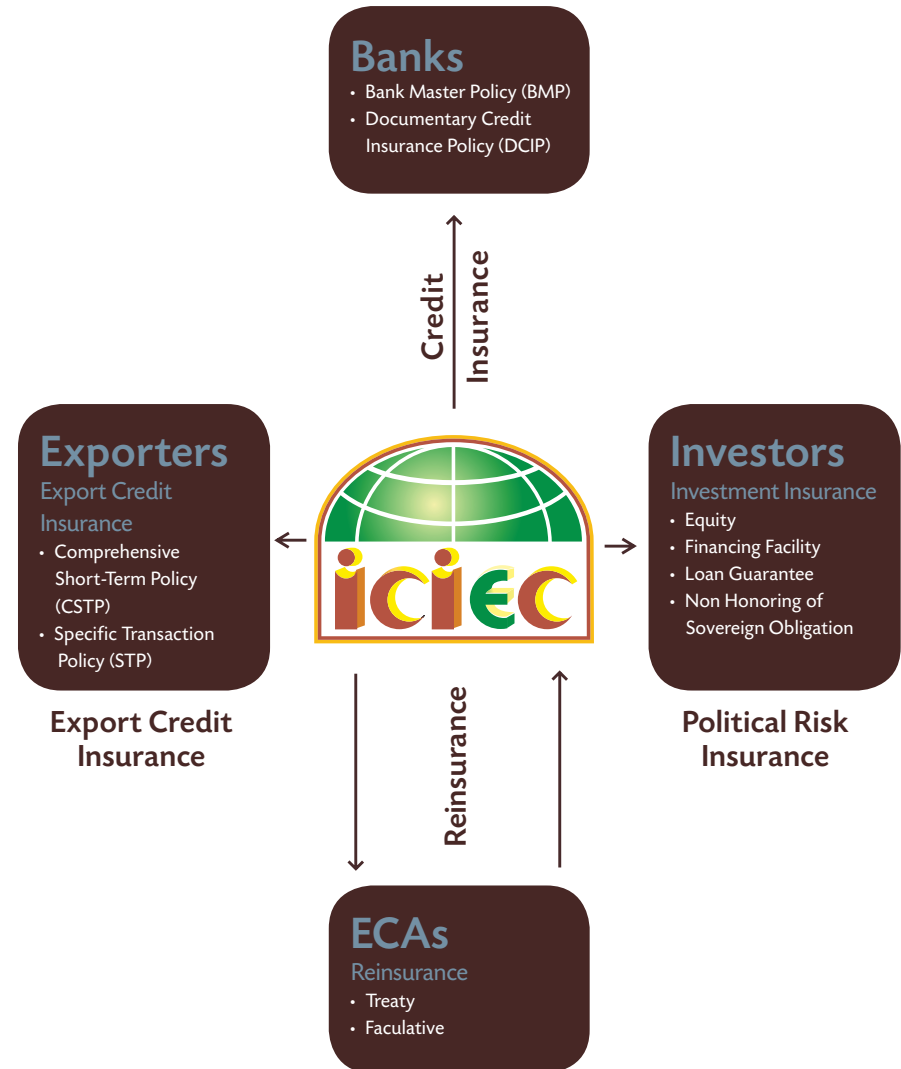 Banks
• Bank Master Policy (BMP)
• Documentary Credit
Insurance Policy (DCIP)
Credit
Insurance
Exporters
Export Credit
Insurance
• Comprehensive
Short-Term Policy
(CSTP)
• Specific Transaction
Policy (STP)
Export Credit
Insurance
iciec
Investors
Investment Insurance
• Equity
• Financing Facility
• Loan Guarantee
• Non Honoring of
Sovereign Obligation
Political Risk
Insurance
Reinsurance
ECAs
Reinsurance
• Treaty
• Faculative